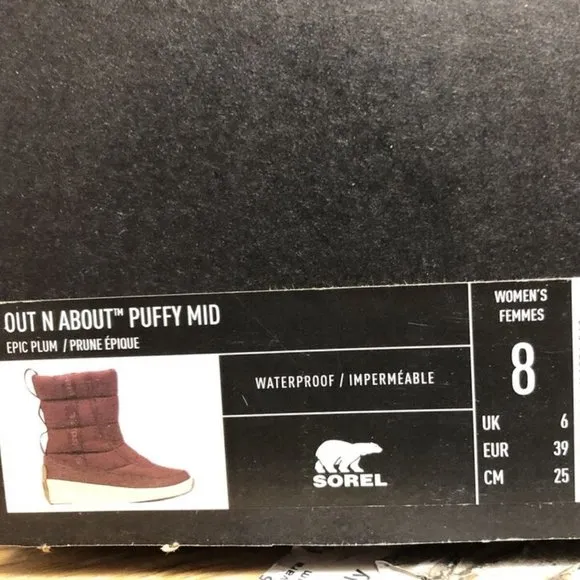 OUT N ABOUT™ PUFFY MID
EPIC PLUM / PRUNE ÉPIQUE
WATERPROOF / IMPERMÉABLE
SOREL
WOMEN'S
FEMMES
8
UK 6
EUR 39
CM 25